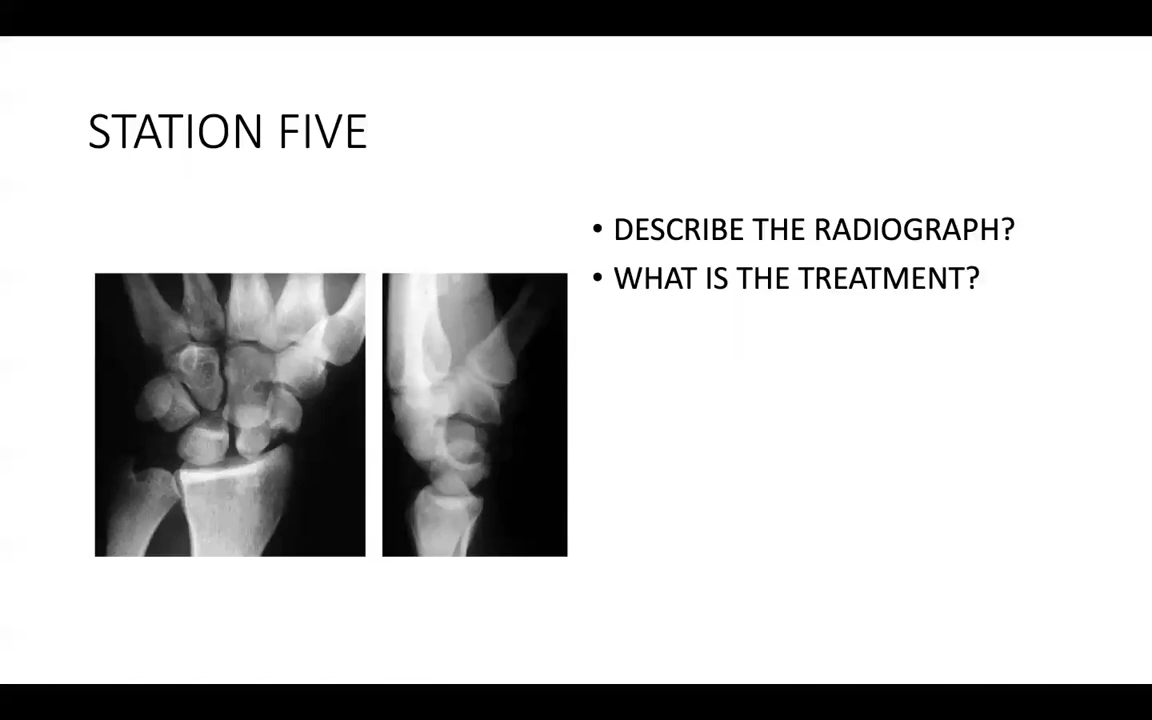 STATION FIVE
• DESCRIBE THE RADIOGRAPH?
• WHAT IS THE TREATMENT?